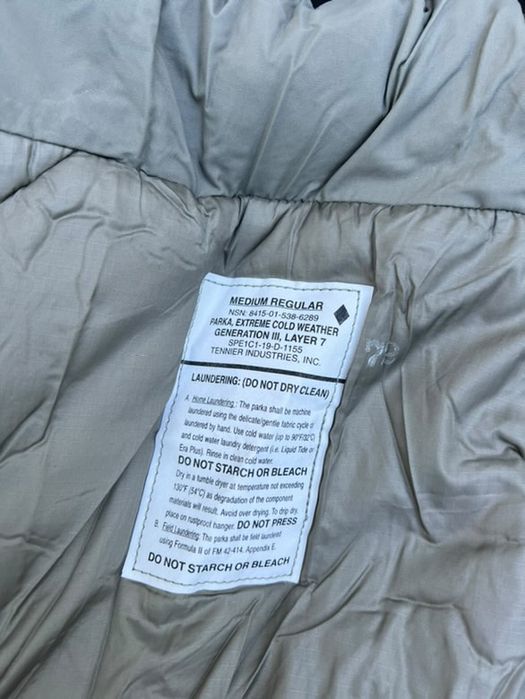 MEDIUM REGULAR
NSN: 8415-01-538-6289
PARKA, EXTREME COLD WEATHER
GENERATION III, LAYER 7
SPE1C1-19-D-1155
TENNIER INDUSTRIES, INC.
LAUNDERING: (DO NOT DRY CLEAN)
A. Home Laundering: The parka shall be machine
laundered using the delicate/gentle fabric cycle or
laundered by hand. Use cold water (up to 90°F/32°C)
and cold water laundry detergent (i.e. Liquid Tide or
Era Plus). Rinse in clean cold water.
DO NOT STARCH OR BLEACH
Dry in a tumble dryer at temperature not exceeding
130°F (54°C) as degradation of the component
materials will result. Avoid over drying. To drip dry,
place on rustproof hanger. DO NOT PRESS
B. Field Laundering: The parka shall be field laundered
using Formula II of FM 42-414, Appendix E.
DO NOT STARCH OR BLEACH